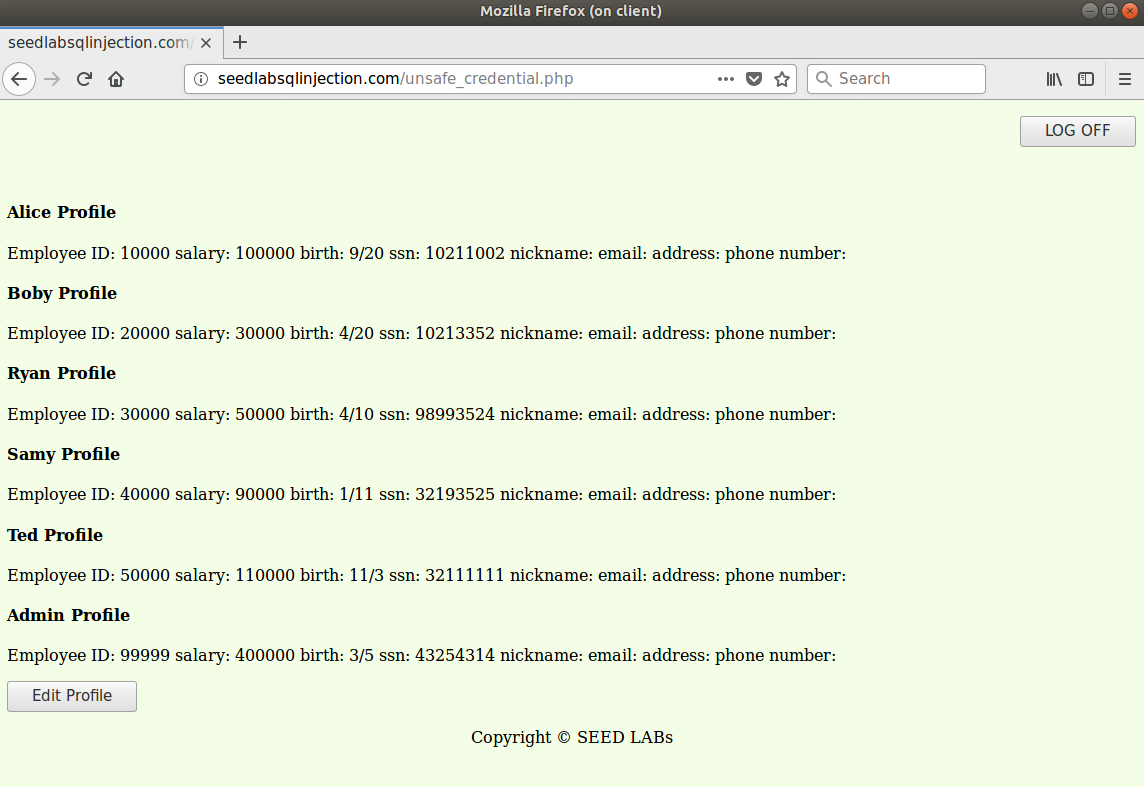 Mozilla Firefox (on client)
seedlabsqlinjection.com/
seedlabsqlinjection.com/unsafe_credential.php
Search
LOG OFF
Alice Profile
Employee ID: 10000 salary: 100000 birth: 9/20 ssn: 10211002 nickname: email: address: phone number:
Boby Profile
Employee ID: 20000 salary: 30000 birth: 4/20 ssn: 10213352 nickname: email: address: phone number:
Ryan Profile
Employee ID: 30000 salary: 50000 birth: 4/10 ssn: 98993524 nickname: email: address: phone number:
Samy Profile
Employee ID: 40000 salary: 90000 birth: 1/11 ssn: 32193525 nickname: email: address: phone number:
Ted Profile
Employee ID: 50000 salary: 110000 birth: 11/3 ssn: 32111111 nickname: email: address: phone number:
Admin Profile
Employee ID: 99999 salary: 400000 birth: 3/5 ssn: 43254314 nickname: email: address: phone number:
Edit Profile
Copyright © SEED LABs